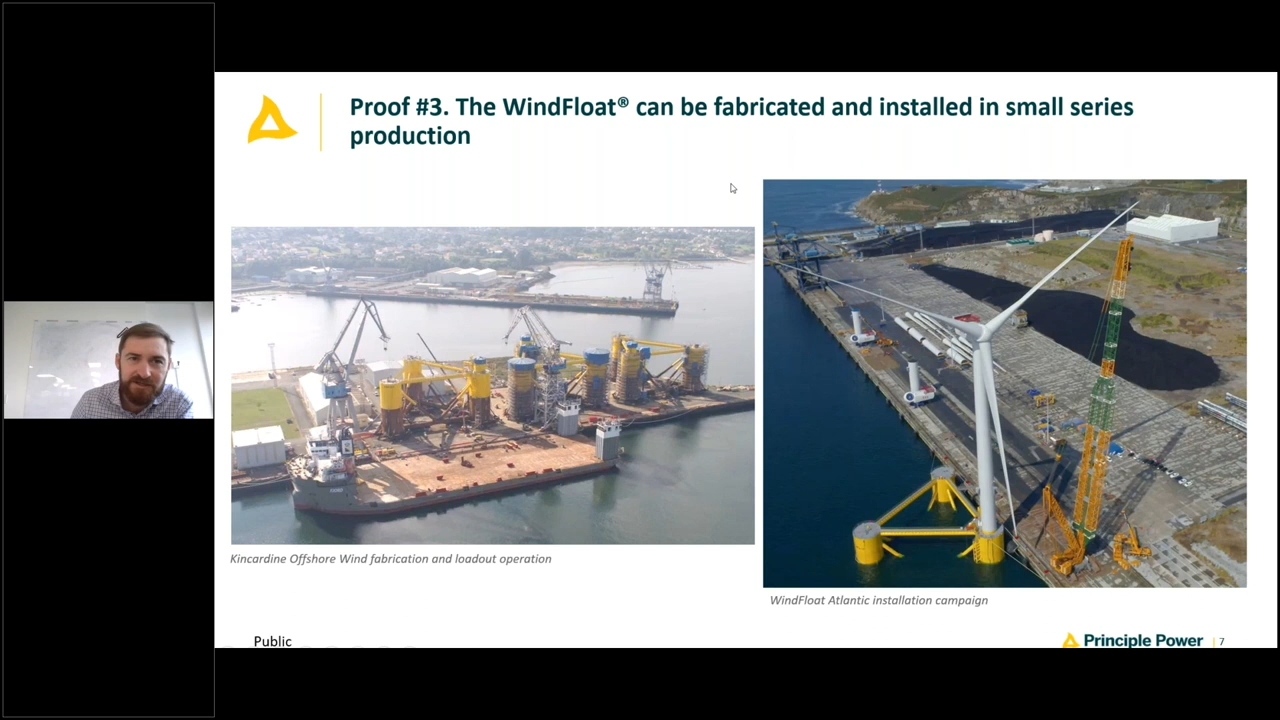 Proof #3. The WindFloat® can be fabricated and installed in small series
production
Kincardine Offshore Wind fabrication and loadout operation
WindFloat Atlantic installation campaign
Public
Principle Power | 7